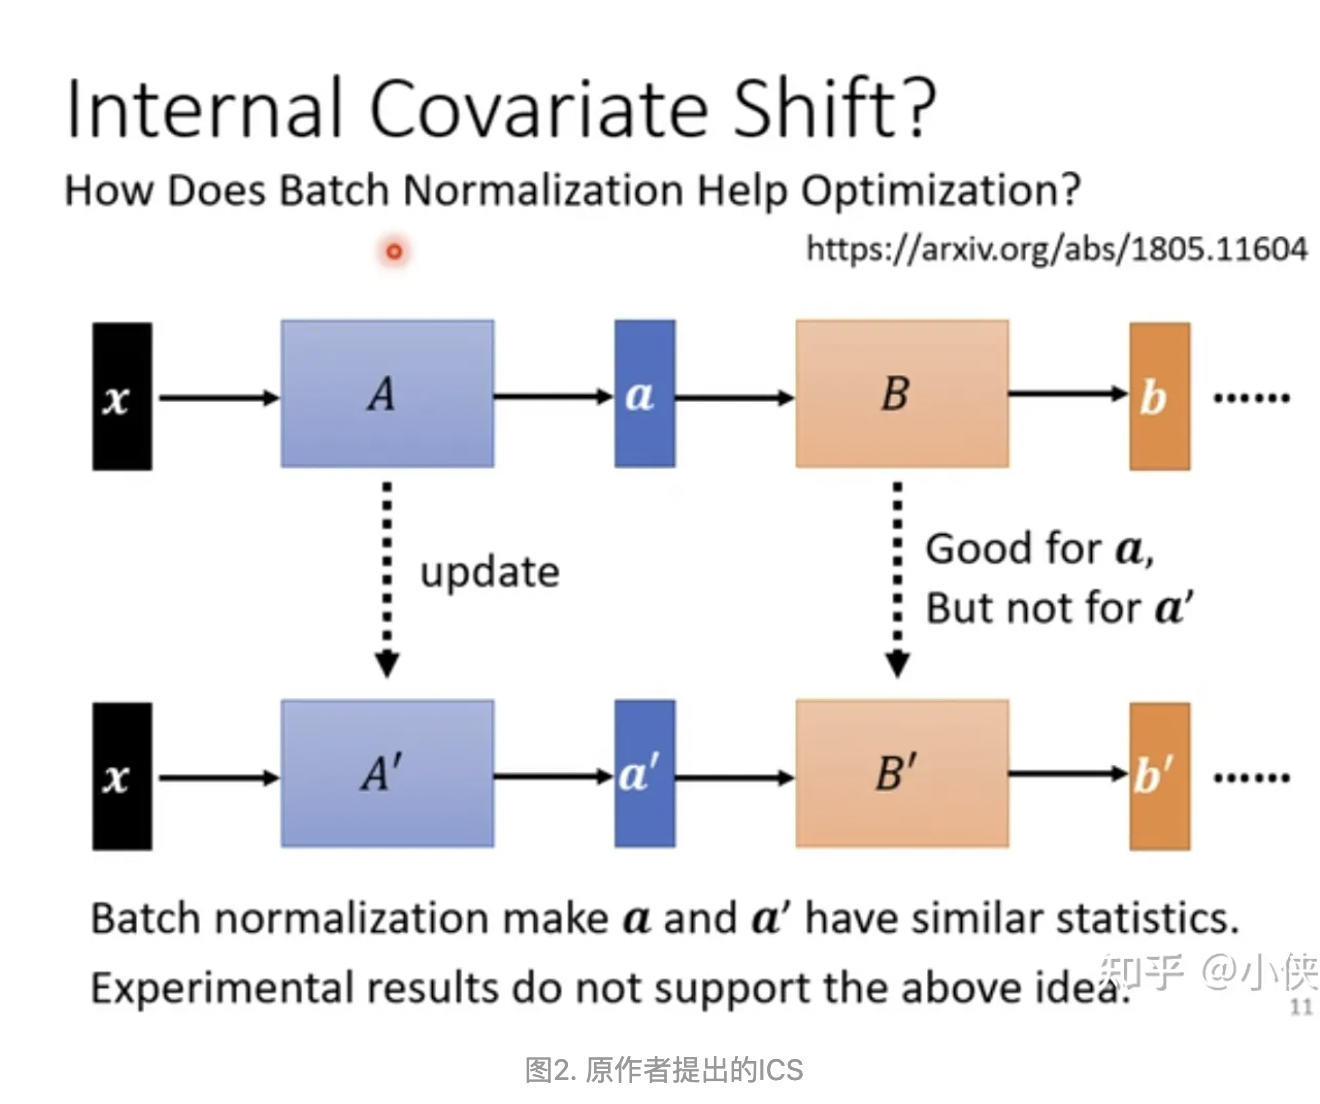 Internal Covariate Shift?
How Does Batch Normalization Help Optimization?
https://arxiv.org/abs/1805.11604
x A a B b ......
update
Good for a,
But not for a′
x A′ a′ B′ b′ ......
Batch normalization make a and a′ have similar statistics.
Experimental results do not support the above idea.
知乎 @小侠
11
图2. 原作者提出的ICS